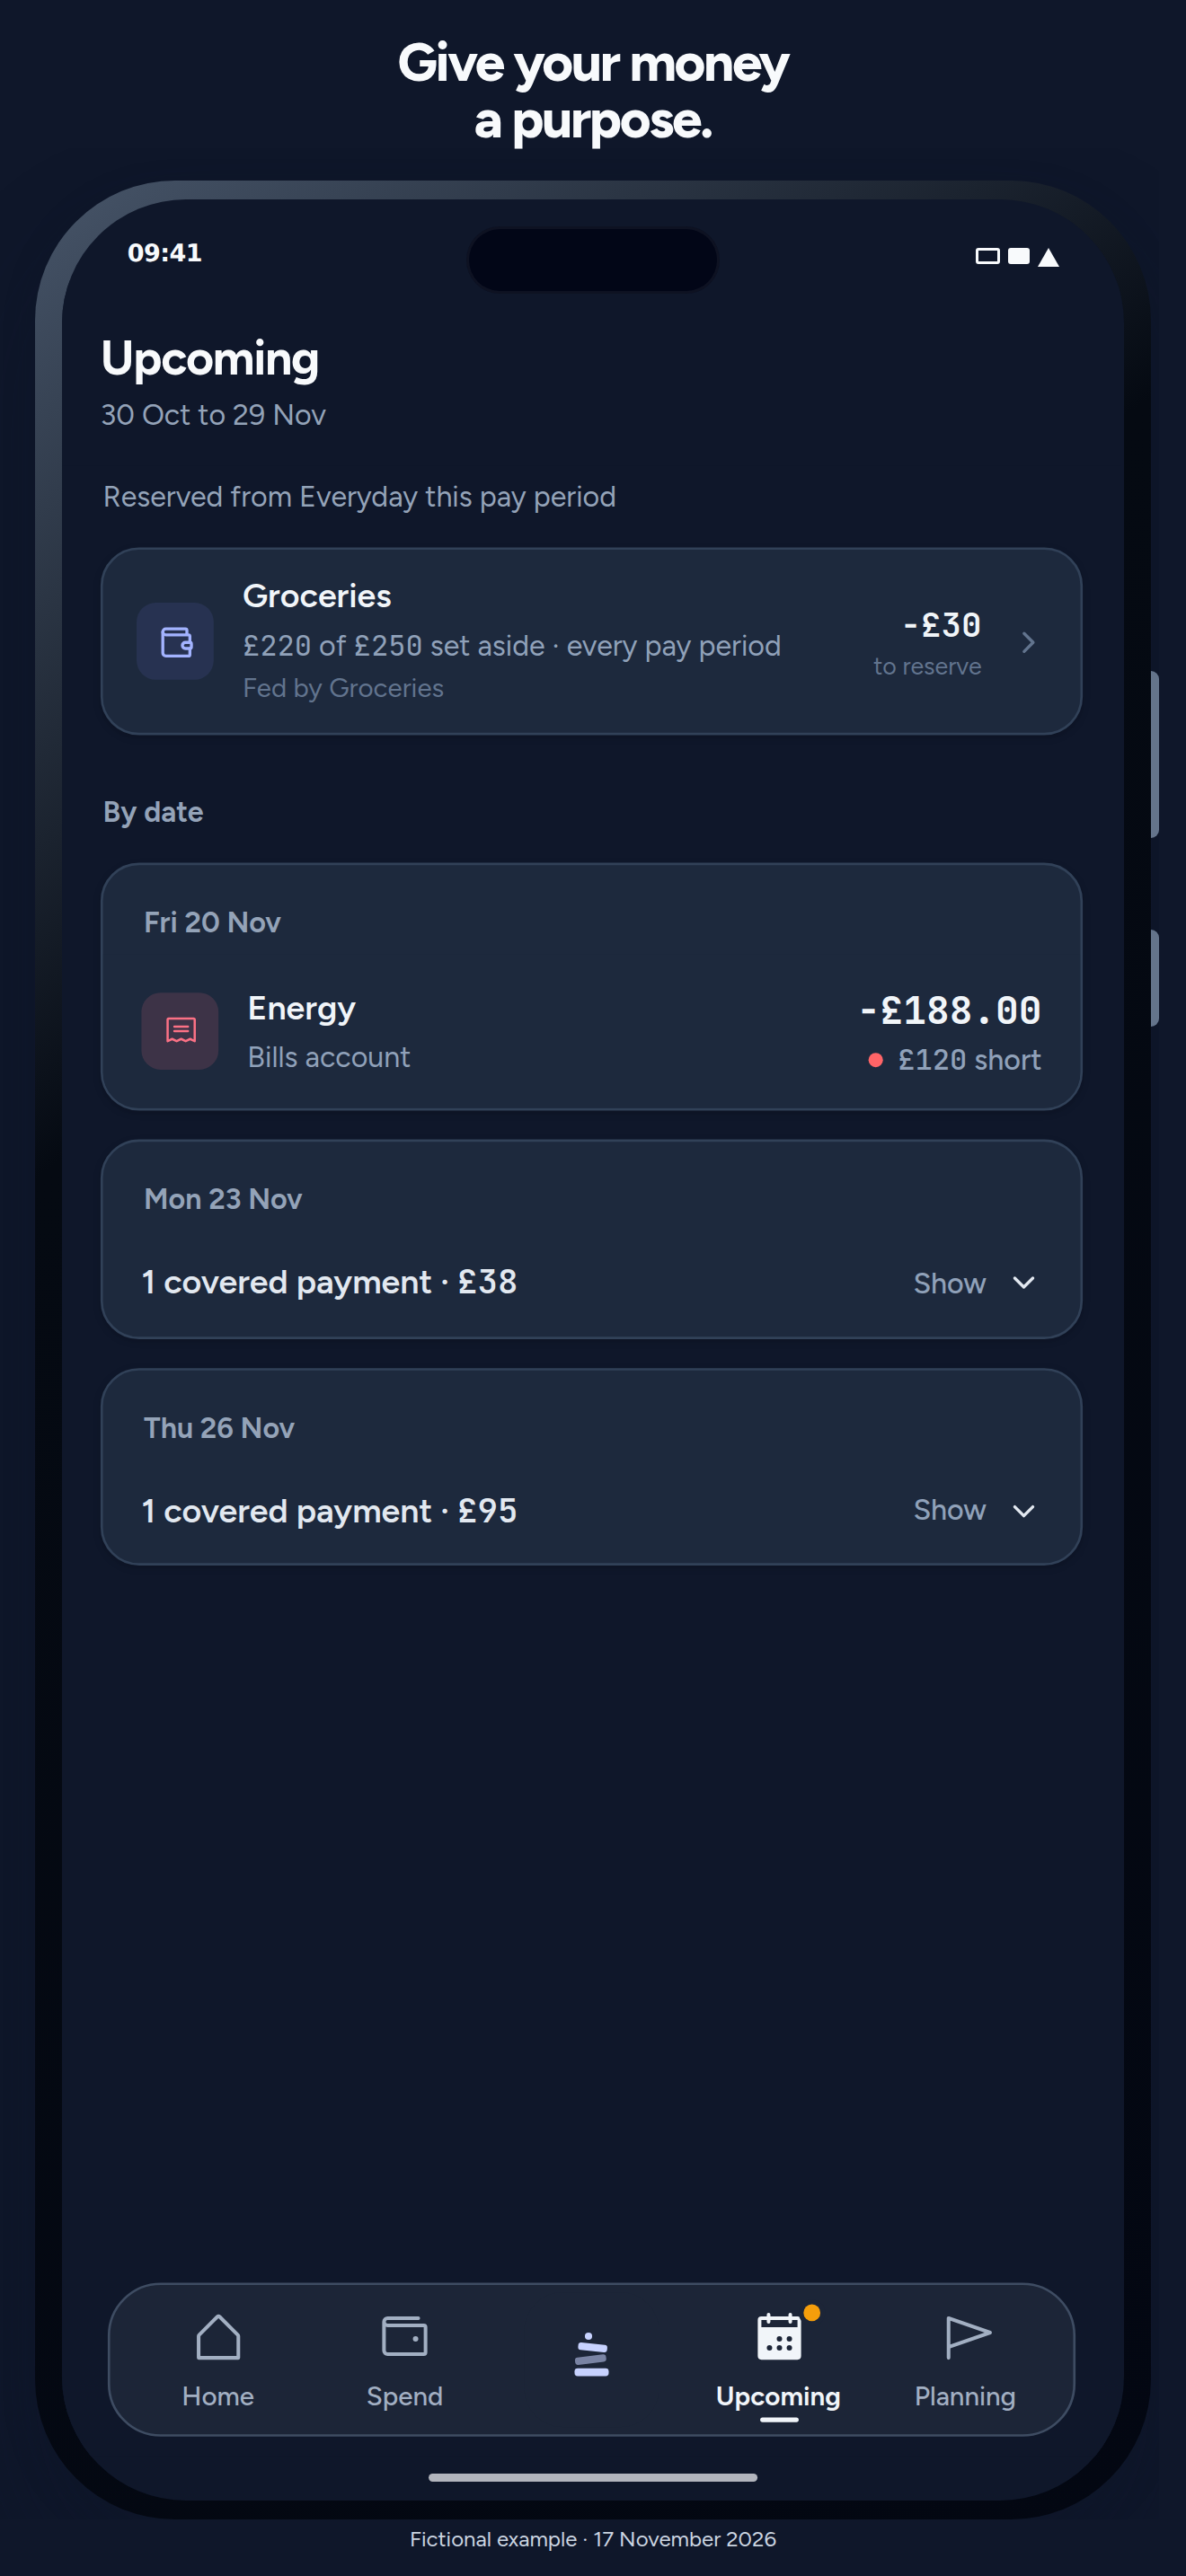 Give your money
a purpose.
09:41
Upcoming
30 Oct to 29 Nov
Reserved from Everyday this pay period
Groceries
£220 of £250 set aside · every pay period
Fed by Groceries
-£30
to reserve
By date
Fri 20 Nov
Energy
Bills account
-£188.00
£120 short
Mon 23 Nov
1 covered payment · £38
Show
Thu 26 Nov
1 covered payment · £95
Show
Home
Spend
Upcoming
Planning
Fictional example · 17 November 2026